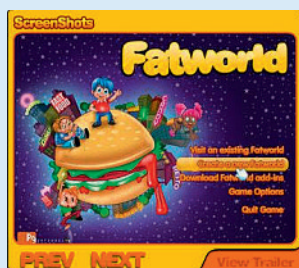 ScreenShots
Fatworld
Visit an existing Fatworld
Create a new Fatworld
Download Fatworld add-ins
Game Options
Quit Game
PREV NEXT
View Trailer